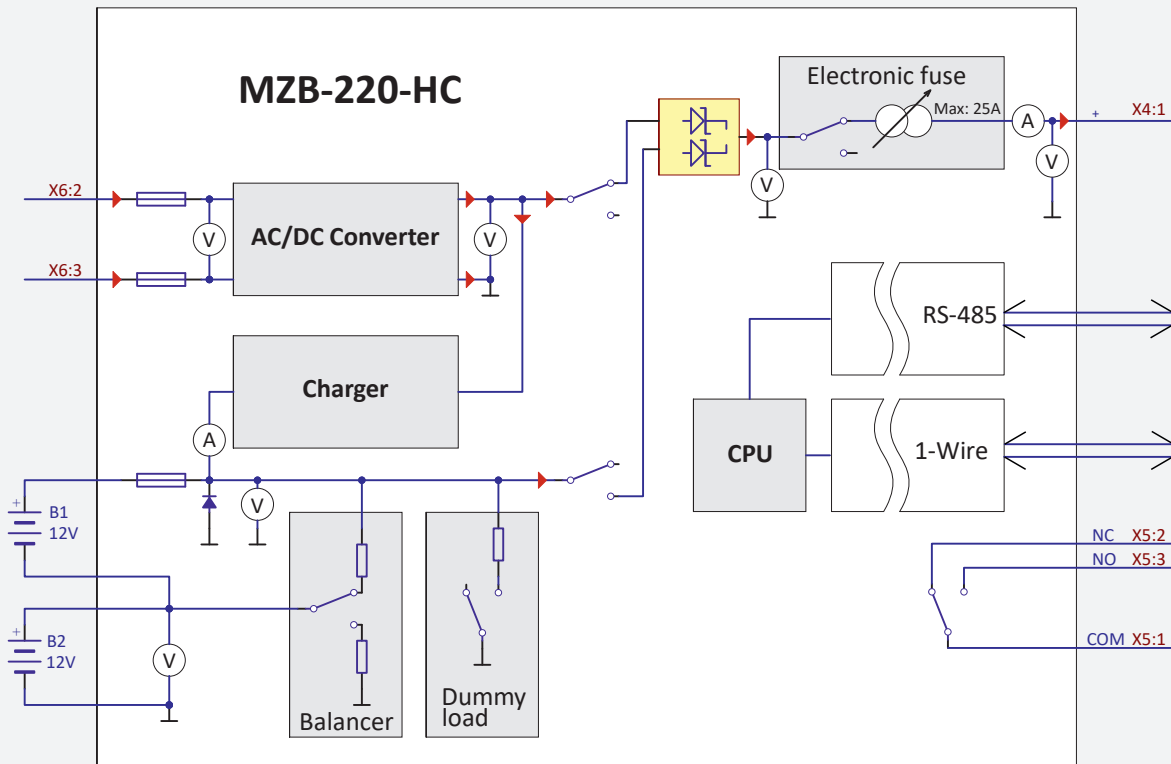 MZB-220-HC
Electronic fuse
Max: 25A
A
+
X4:1
V
V
X6:2
V
AC/DC Converter
V
X6:3
RS-485
Charger
A
CPU
1-Wire
V
+
B1
12V
NC
X5:2
NO
X5:3
+
B2
12V
V
COM
X5:1
Balancer
Dummy
load